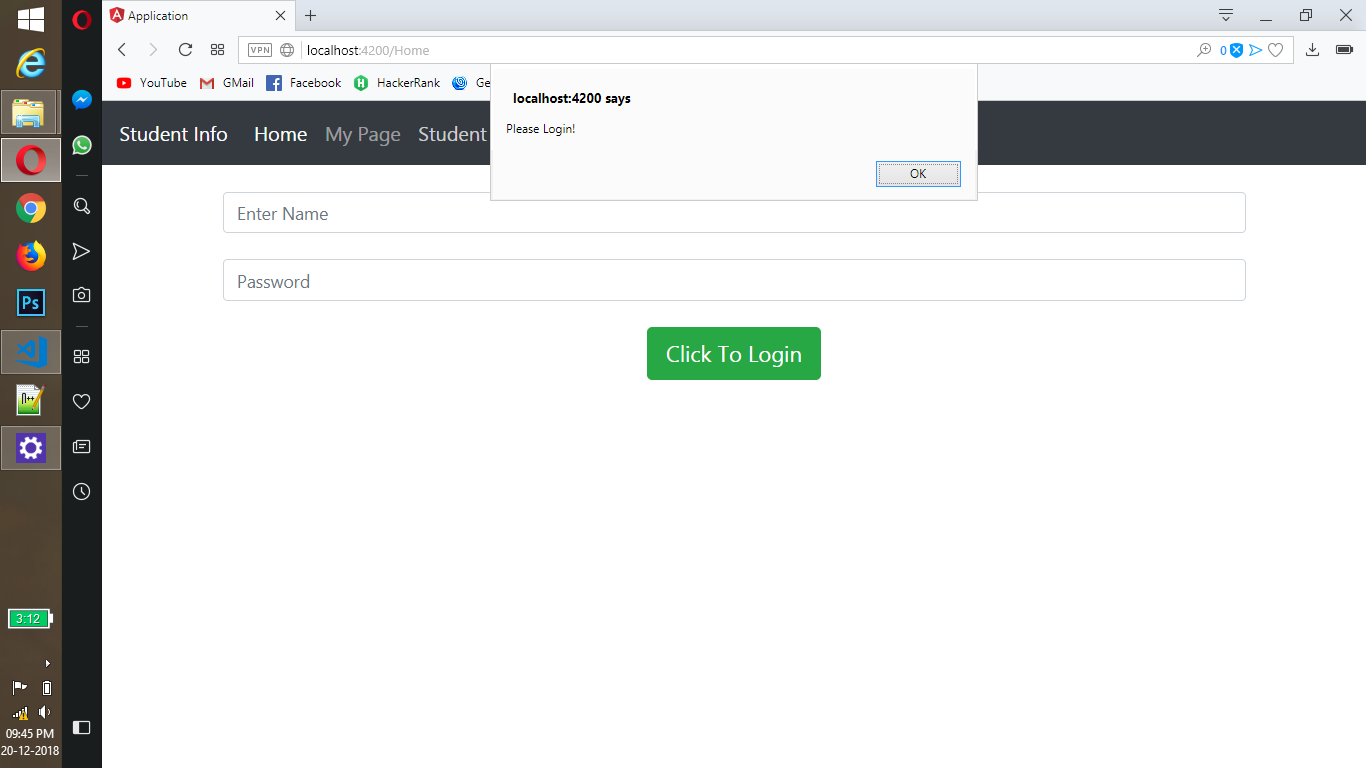 Application
VPN
localhost:4200/Home
0
YouTube
GMail
Facebook
HackerRank
localhost:4200 says
Please Login!
OK
Student Info
Home
My Page
Student
Enter Name
Password
Click To Login
Ps
3:12
09:45 PM
20-12-2018